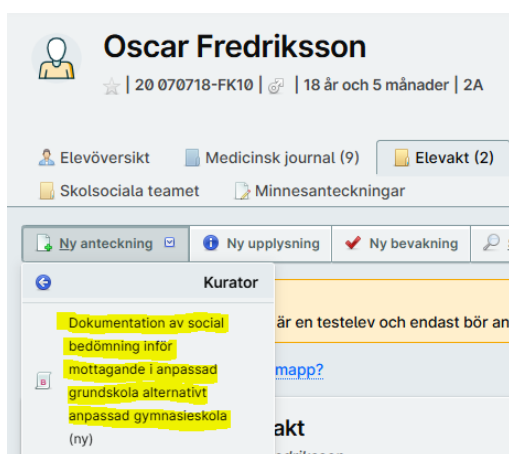 Oscar Fredriksson
| 20 070718-FK10 | | 18 år och 5 månader | 2A
Elevöversikt Medicinsk journal (9) Elevakt (2)
Skolsociala teamet Minnesanteckningar
Ny anteckning Ny upplysning Ny bevakning
Kurator
Dokumentation av social
är en testelev och endast bör an
bedömning inför
mottagande i anpassad
mapp?
grundskola alternativt
anpassad gymnasieskola
akt
(ny)